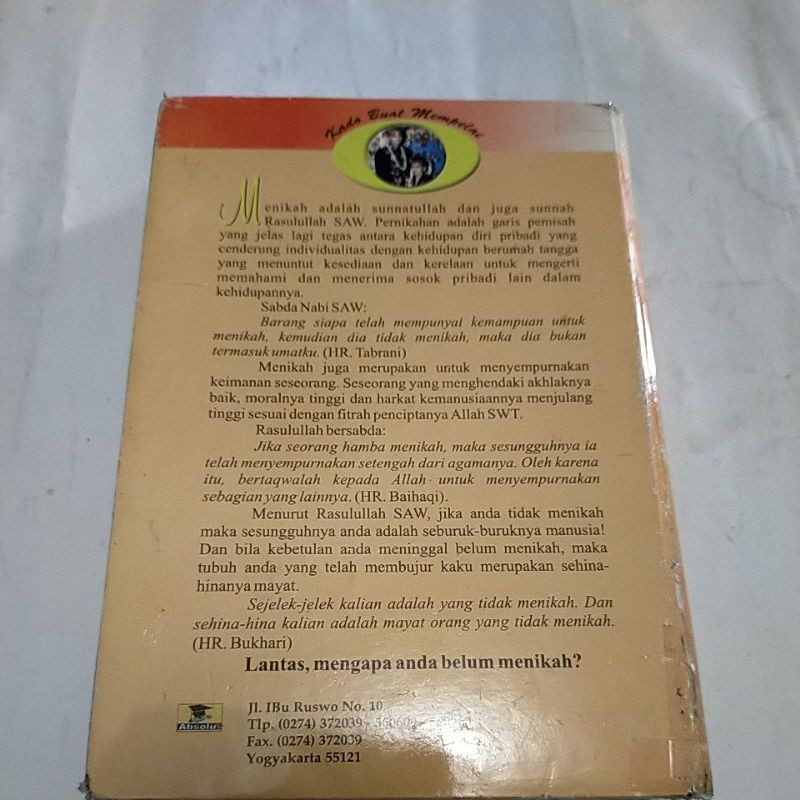 Kado Buat Mempelai
Menikah adalah sunnatullah dan juga sunnah
Rasulullah SAW. Pernikahan adalah garis pemisah
yang jelas lagi tegas antara kehidupan diri pribadi yang
cenderung individualitas dengan kehidupan berumah tangga
yang menuntut kesediaan dan kerelaan untuk mengerti
memahami dan menerima sosok pribadi lain dalam
kehidupannya.
Sabda Nabi SAW:
Barang siapa telah mempunyai kemampuan untuk
menikah, kemudian dia tidak menikah, maka dia bukan
termasuk umatku. (HR. Tabrani)
Menikah juga merupakan untuk menyempurnakan
keimanan seseorang. Seseorang yang menghendaki akhlaknya
baik, moralnya tinggi dan harkat kemanusiaannya menjulang
tinggi sesuai dengan fitrah penciptanya Allah SWT.
Rasulullah bersabda:
Jika seorang hamba menikah, maka sesungguhnya ia
telah menyempurnakan setengah dari agamanya. Oleh karena
itu, bertaqwalah kepada Allah untuk menyempurnakan
sebagian yang lainnya. (HR. Baihaqi).
Menurut Rasulullah SAW, jika anda tidak menikah
maka sesungguhnya anda adalah seburuk-buruknya manusia!
Dan bila kebetulan anda meninggal belum menikah, maka
tubuh anda yang telah membujur kaku merupakan sehina-
hinanya mayat.
Sejelek-jelek kalian adalah yang tidak menikah. Dan
sehina-hina kalian adalah mayat orang yang tidak menikah.
(HR. Bukhari)
Lantas, mengapa anda belum menikah?
Absolut
Jl. IBu Ruswo No. 10
Tlp. (0274) 372039 -
Fax. (0274) 372039
Yogyakarta 55121